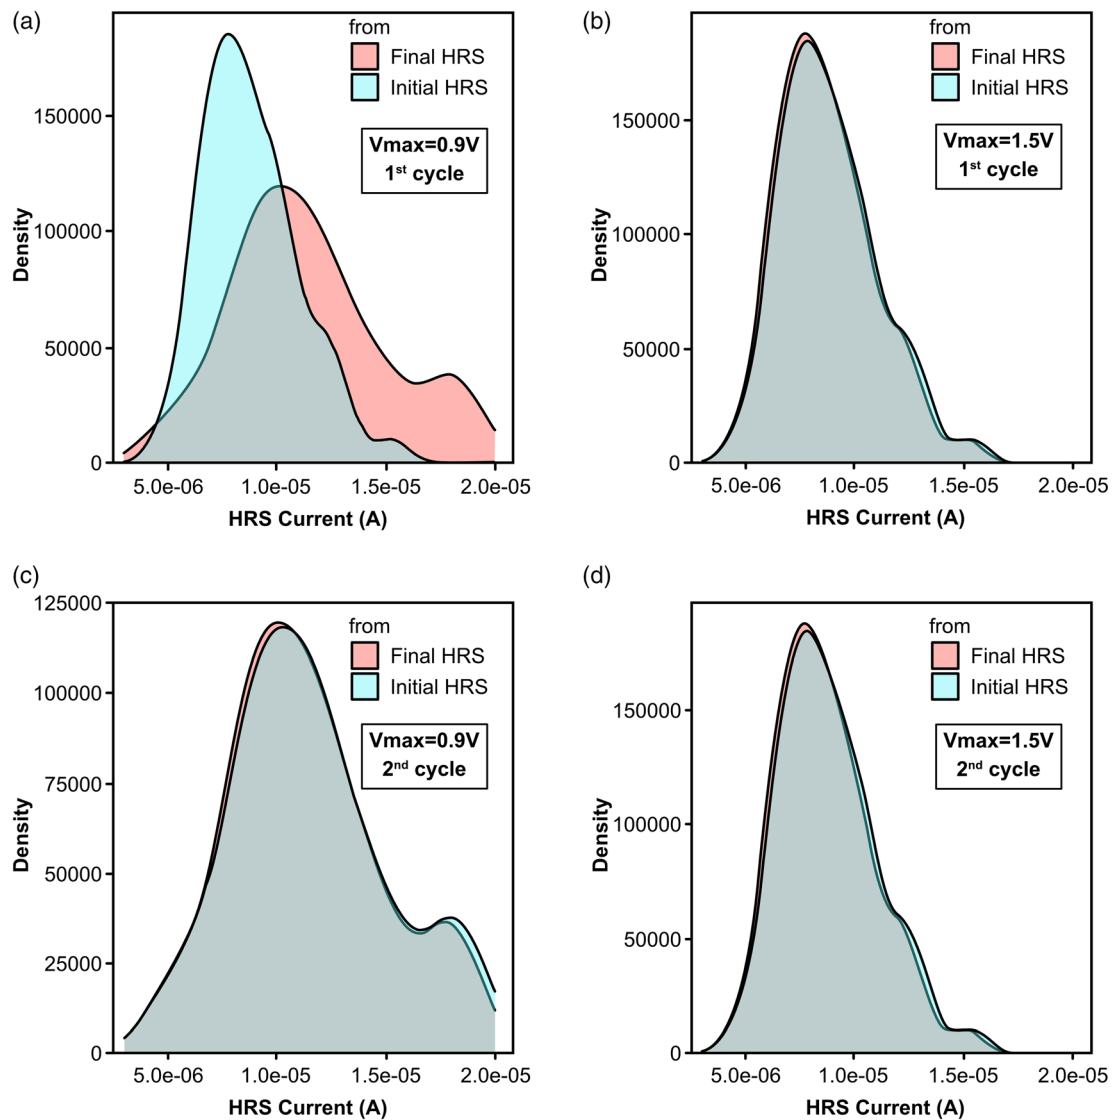 (a)
from
Final HRS
Initial HRS
Vmax=0.9V
1st cycle
150000
100000
50000
0
Density
5.0e-06 1.0e-05 1.5e-05 2.0e-05
HRS Current (A)
(b)
from
Final HRS
Initial HRS
Vmax=1.5V
1st cycle
150000
100000
50000
0
Density
5.0e-06 1.0e-05 1.5e-05 2.0e-05
HRS Current (A)
(c)
from
Final HRS
Initial HRS
Vmax=0.9V
2nd cycle
125000
100000
75000
50000
25000
0
Density
5.0e-06 1.0e-05 1.5e-05 2.0e-05
HRS Current (A)
(d)
from
Final HRS
Initial HRS
Vmax=1.5V
2nd cycle
150000
100000
50000
0
Density
5.0e-06 1.0e-05 1.5e-05 2.0e-05
HRS Current (A)